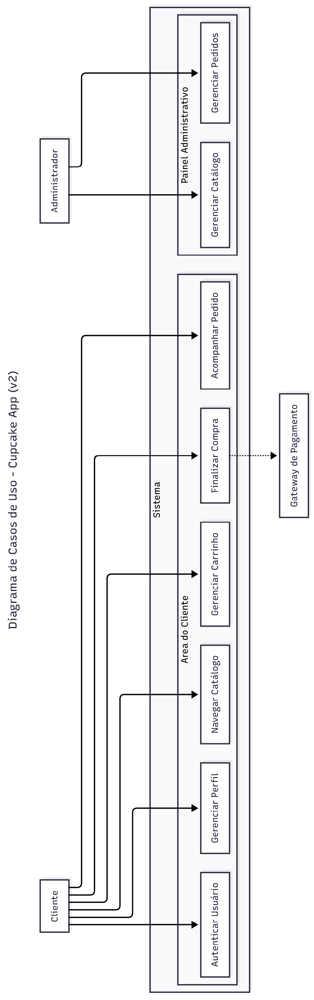 Diagrama de Casos de Uso - Cupcake App (v2)
Cliente
Administrador
Sistema
Area do Cliente
Painel Administrativo
Autenticar Usuário
Gerenciar Perfil
Navegar Catálogo
Gerenciar Carrinho
Finalizar Compra
Acompanhar Pedido
Gerenciar Catálogo
Gerenciar Pedidos
Gateway de Pagamento